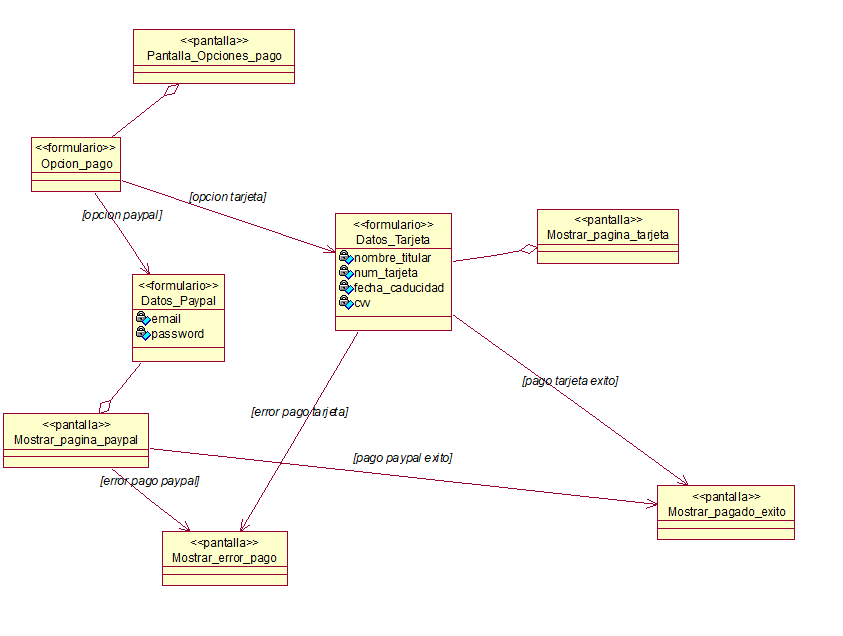 <<pantalla>>
Pantalla_Opciones_pago
<<formulario>>
Opcion_pago
[opcion tarjeta]
[opcion paypal]
<<formulario>>
Datos_Tarjeta
nombre_titular
num_tarjeta
fecha_caducidad
cvv
<<pantalla>>
Mostrar_pagina_tarjeta
<<formulario>>
Datos_Paypal
email
password
[pago tarjeta exito]
[error pago tarjeta]
<<pantalla>>
Mostrar_pagina_paypal
[pago paypal exito]
[error pago paypal]
<<pantalla>>
Mostrar_pagado_exito
<<pantalla>>
Mostrar_error_pago